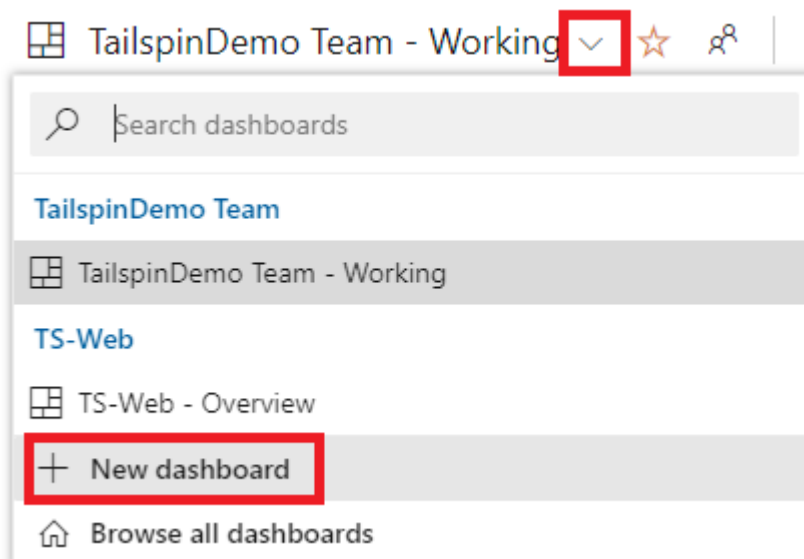 TailspinDemo Team - Working
Search dashboards
TailspinDemo Team
TailspinDemo Team - Working
TS-Web
TS-Web - Overview
New dashboard
Browse all dashboards